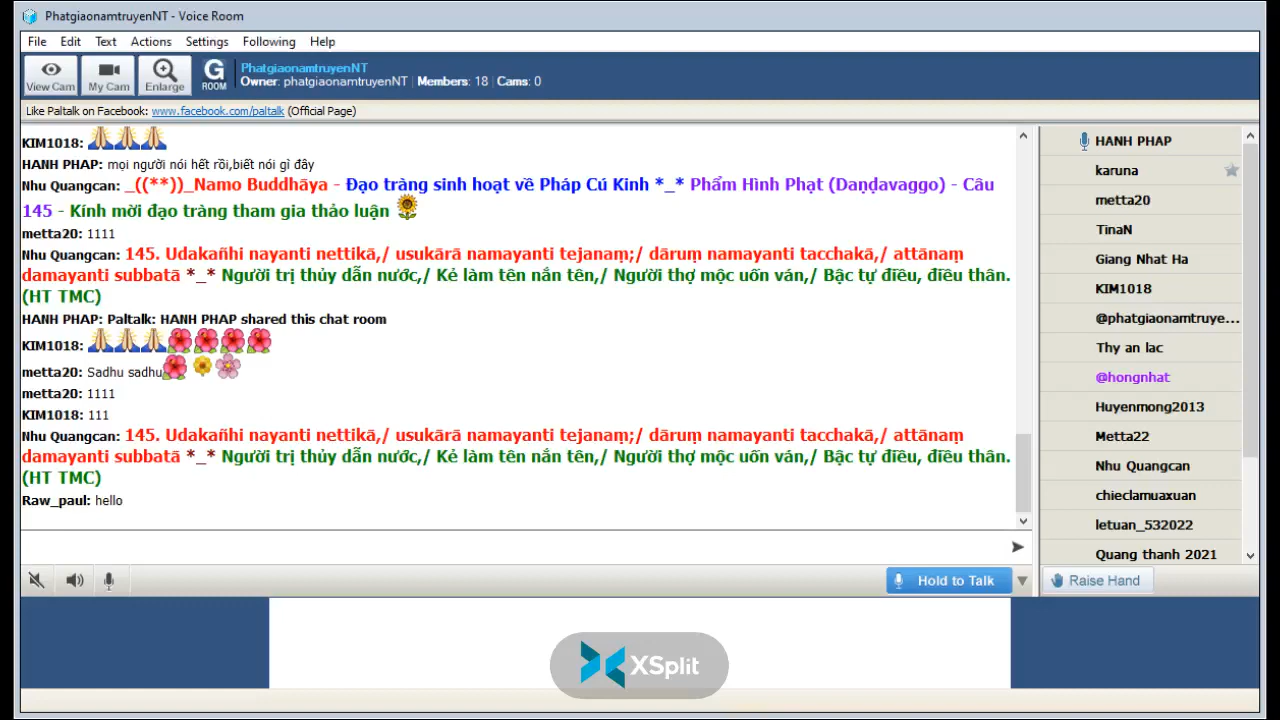 PhatgiaonamtruyenNT - Voice Room
File Edit Text Actions Settings Following Help
View Cam My Cam Enlarge G ROOM
PhatgiaonamtruyenNT
Owner: phatgiaonamtruyenNT Members: 18 Cams: 0
Like Paltalk on Facebook: www.facebook.com/paltalk (Official Page)
KIM1018:
HANH PHAP: mọi người nói hết rồi,biết nói gì đây
Nhu Quangcan: _((**))_Namo Buddhāya - Đạo tràng sinh hoạt về Pháp Cú Kinh *_* Phẩm Hình Phạt (Daṇḍavaggo) - Câu
145 - Kính mời đạo tràng tham gia thảo luận
metta20: 1111
Nhu Quangcan: 145. Udakañhi nayanti nettikā,/ usukārā namayanti tejanaṃ;/ dāruṃ namayanti tacchakā,/ attānaṃ
damayanti subbatā *_* Người trị thủy dẫn nước,/ Kẻ làm tên nắn tên,/ Người thợ mộc uốn ván,/ Bậc tự điều, điều thân.
(HT TMC)
HANH PHAP: Paltalk: HANH PHAP shared this chat room
KIM1018:
metta20: Sadhu sadhu
metta20: 1111
KIM1018: 111
Nhu Quangcan: 145. Udakañhi nayanti nettikā,/ usukārā namayanti tejanaṃ;/ dāruṃ namayanti tacchakā,/ attānaṃ
damayanti subbatā *_* Người trị thủy dẫn nước,/ Kẻ làm tên nắn tên,/ Người thợ mộc uốn ván,/ Bậc tự điều, điều thân.
(HT TMC)
Raw_paul: hello
Hold to Talk
HANH PHAP
karuna
metta20
TinaN
Giang Nhat Ha
KIM1018
@phatgiaonamtruye...
Thy an lac
@hongnhat
Huyenmong2013
Metta22
Nhu Quangcan
chieclamuaxuan
letuan_532022
Quang thanh 2021
Raise Hand
XSplit